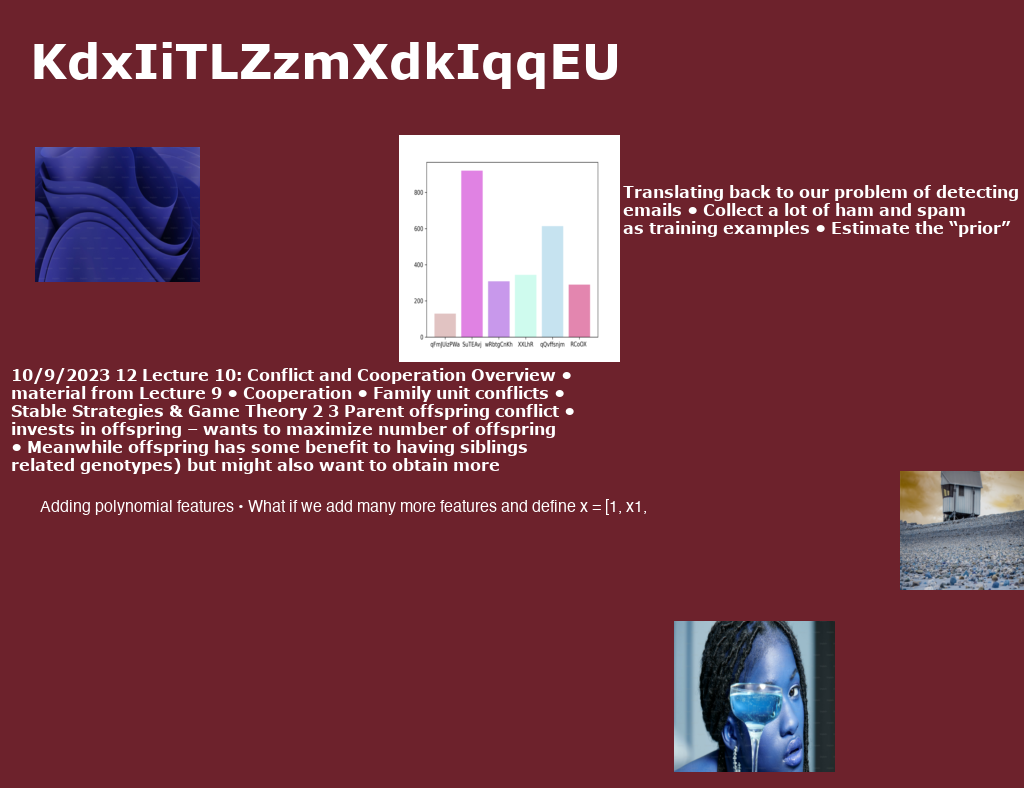 KdxIiTLZzmXdkIqqEU
800
600
400
200
0
SuTEAvj
wRbtgCnKh
XXLhR
qQvffsnjm
RCoOX
Translating back to our problem of detecting
emails ● Collect a lot of ham and spam
as training examples ● Estimate the “prior”
10/9/2023 12 Lecture 10: Conflict and Cooperation Overview ●
material from Lecture 9 ● Cooperation ● Family unit conflicts ●
Stable Strategies & Game Theory 2 3 Parent offspring conflict ●
invests in offspring – wants to maximize number of offspring
● Meanwhile offspring has some benefit to having siblings
related genotypes) but might also want to obtain more
Adding polynomial features • What if we add many more features and define x = [1, x1,